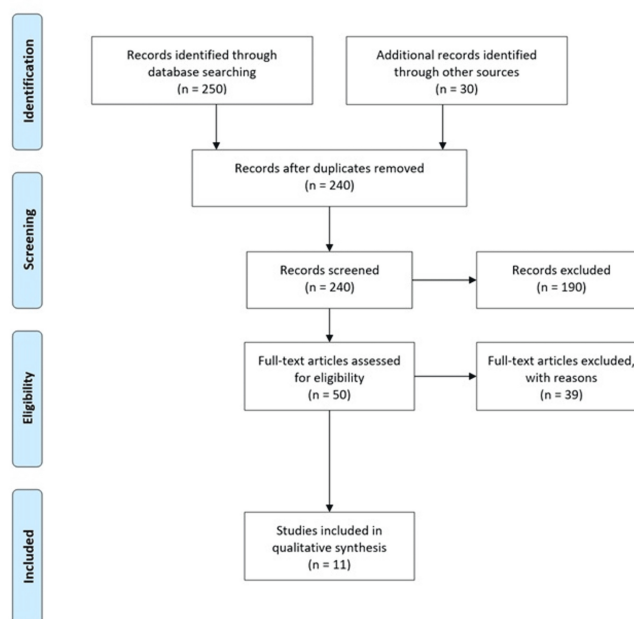 Identification
Records identified through
database searching
(n = 250)
Additional records identified
through other sources
(n = 30)
Records after duplicates removed
(n = 240)
Screening
Records screened
(n = 240)
Records excluded
(n = 190)
Eligibility
Full-text articles assessed
for eligibility
(n = 50)
Full-text articles excluded,
with reasons
(n = 39)
Included
Studies included in
qualitative synthesis
(n = 11)